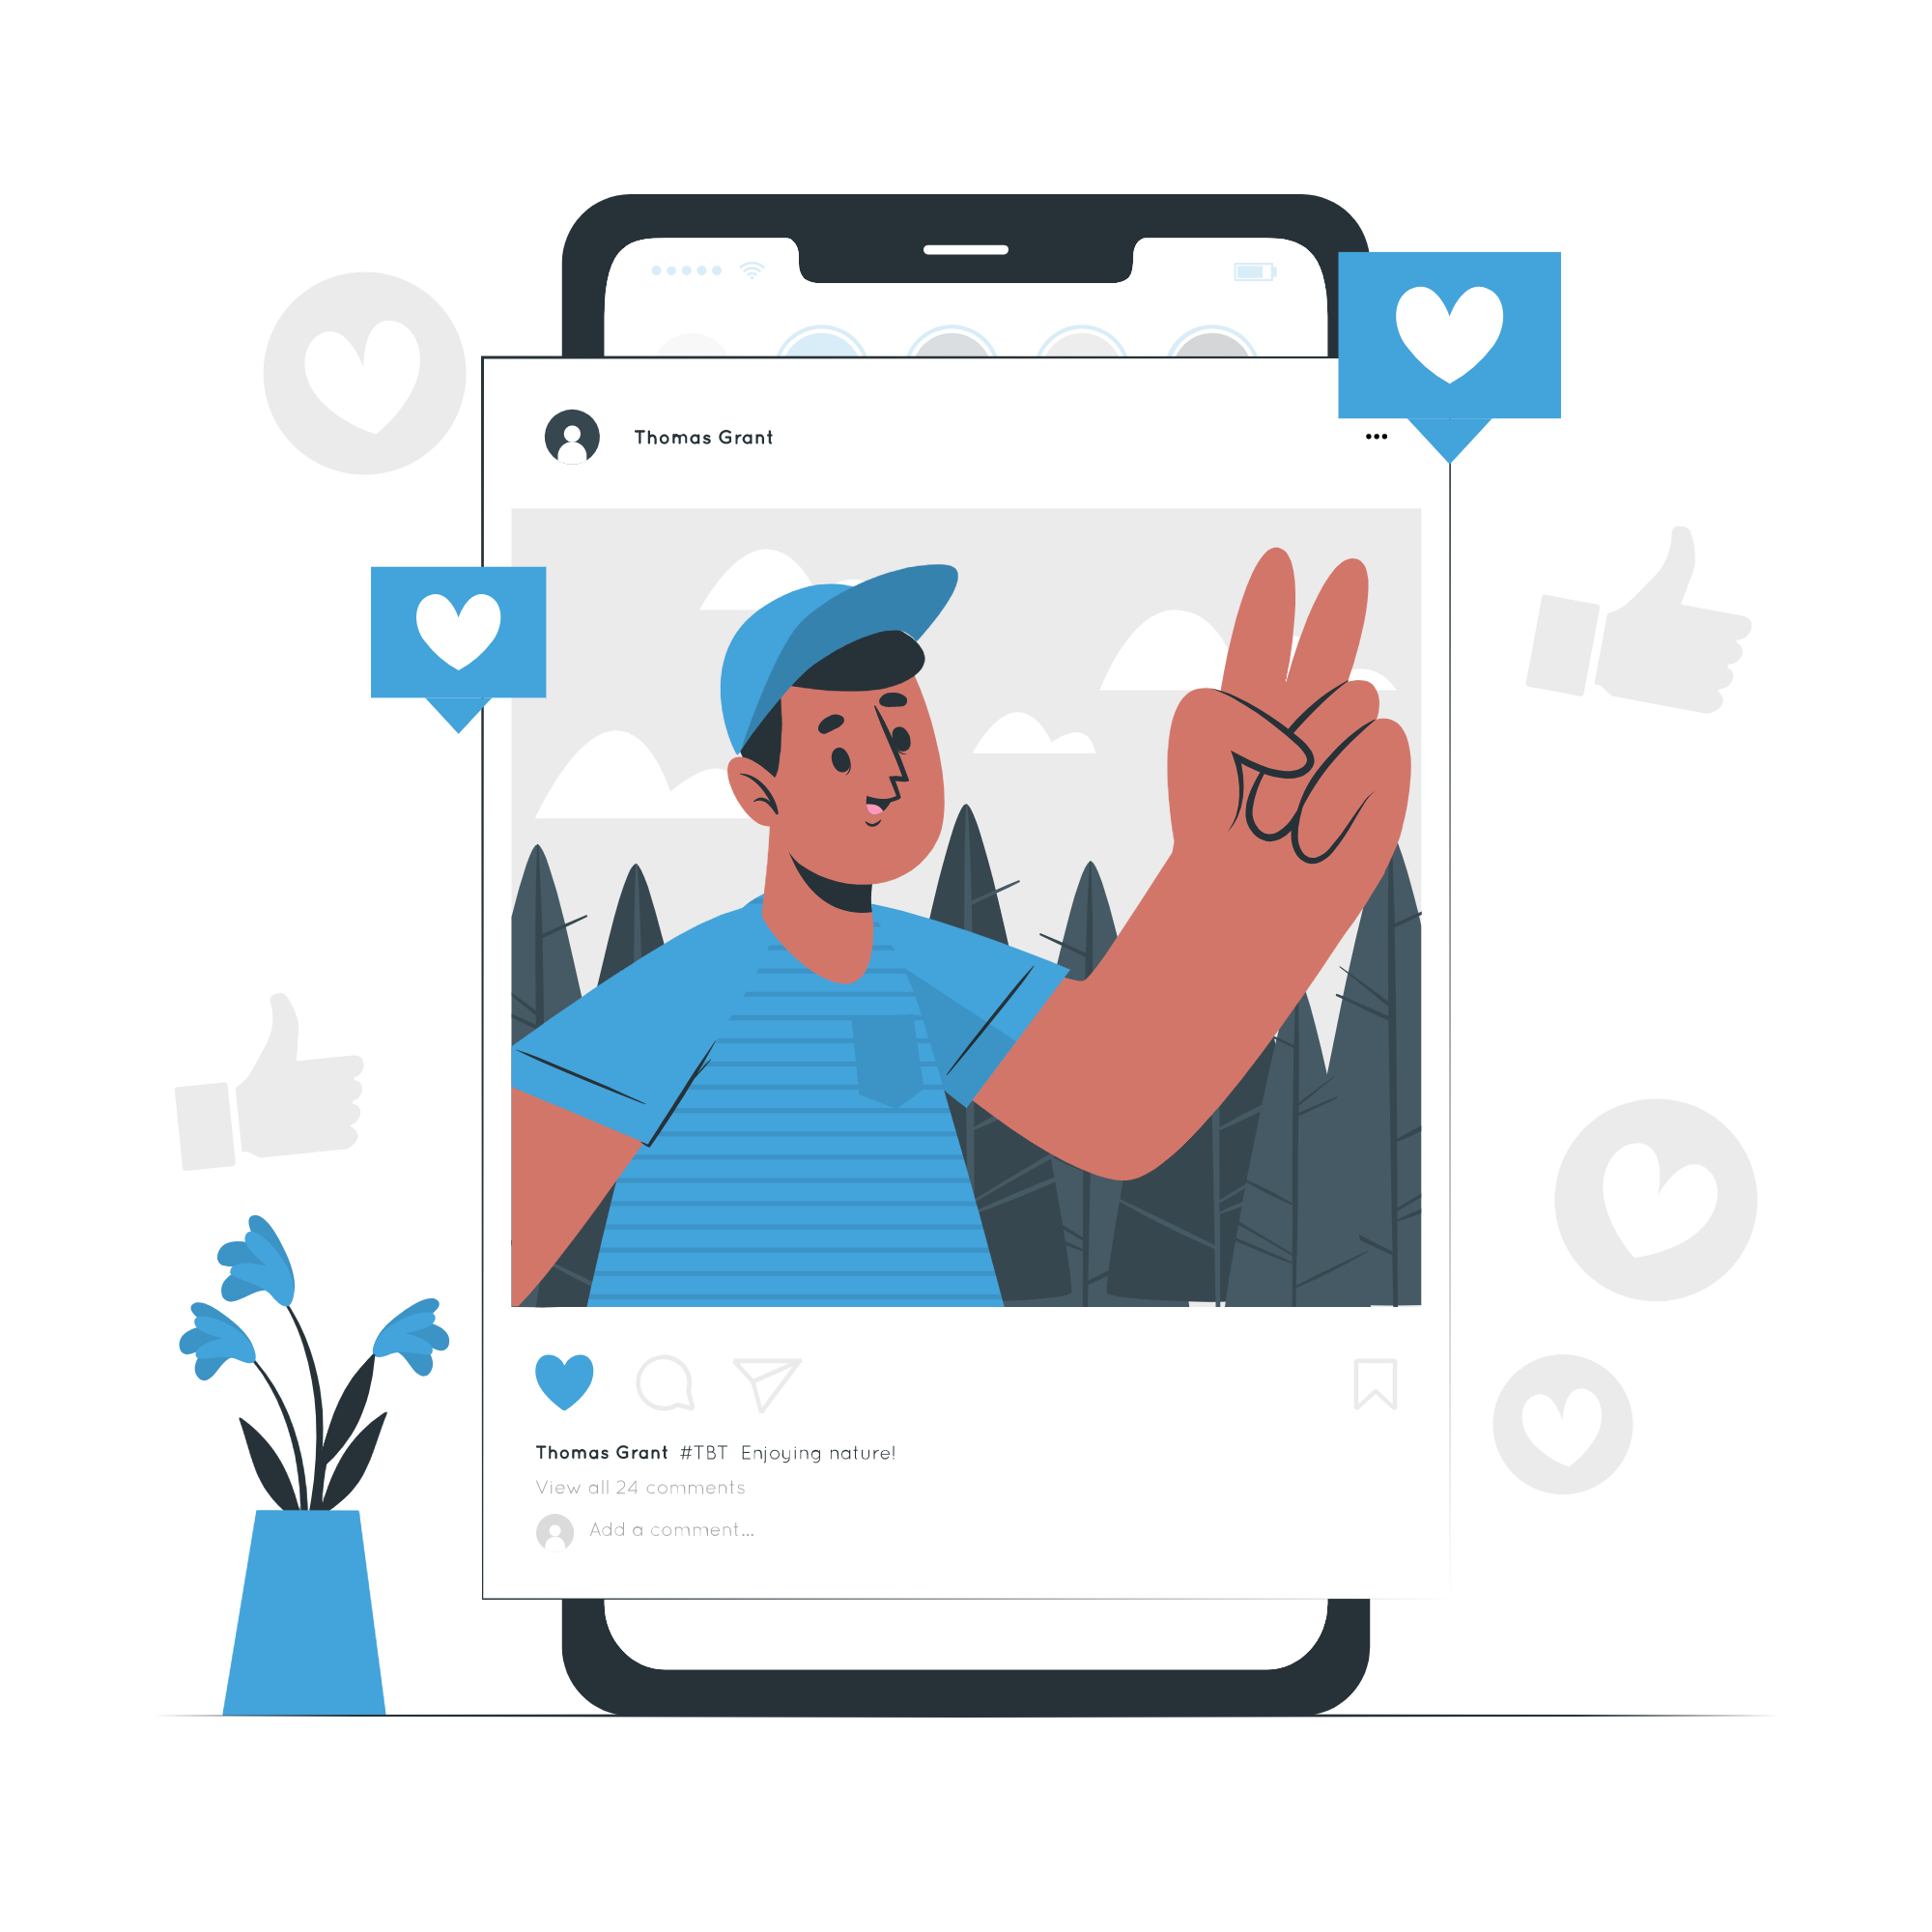 Thomas Grant
Thomas Grant #TBT Enjoying nature!
View all 24 comments
Add a comment...